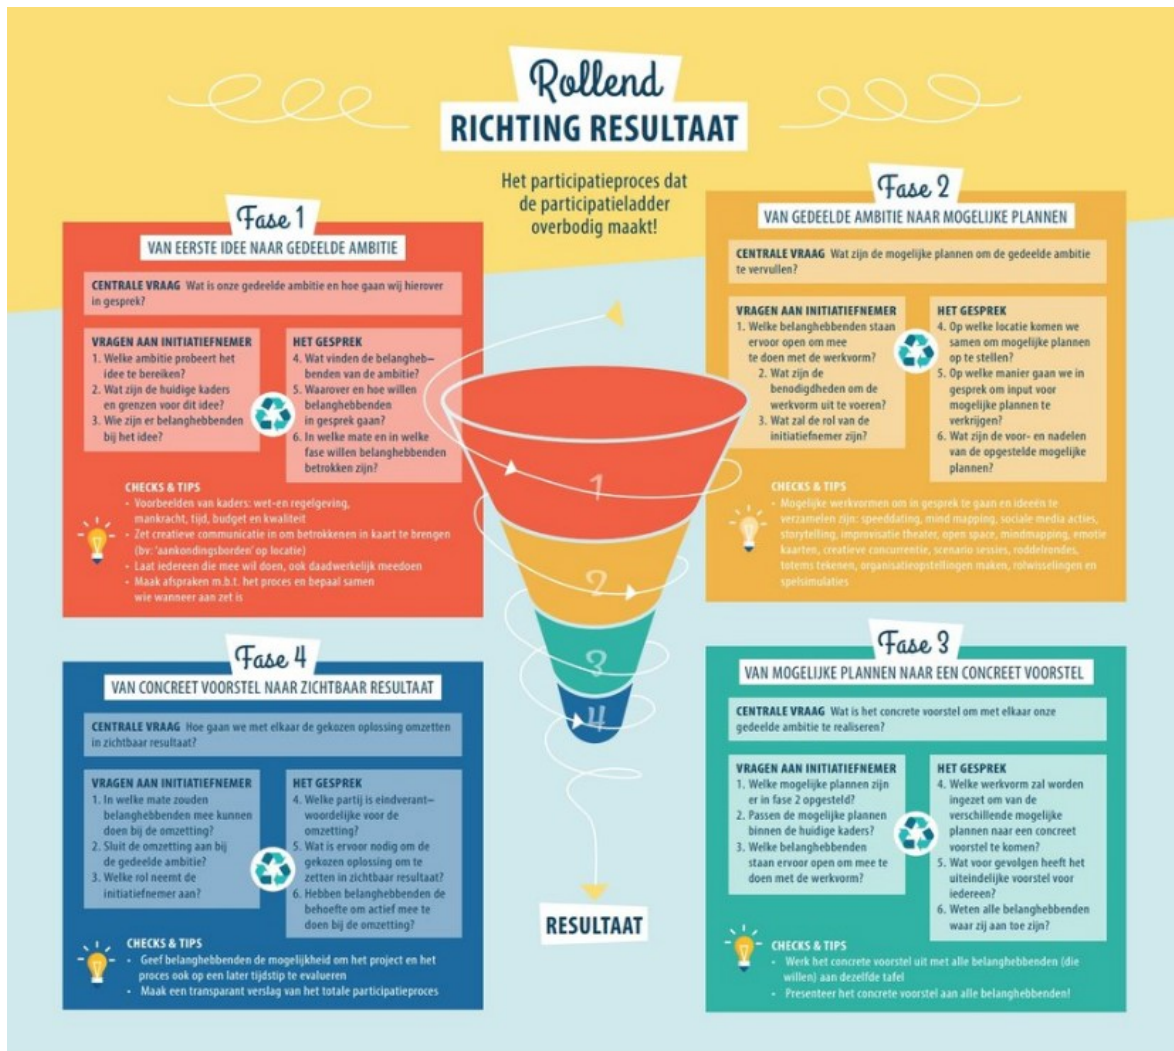 Rollend
RICHTING RESULTAAT
Het participatieproces dat
de participatieladder
overbodig maakt!
Fase 1
VAN EERSTE IDEE NAAR GEDEELDE AMBITIE
CENTRALE VRAAG Wat is onze gedeelde ambitie en hoe gaan wij hierover
in gesprek?
VRAGEN AAN INITIATIEFNEMER
1. Welke ambitie probeert het
idee te bereiken?
2. Wat zijn de huidige kaders
en grenzen voor dit idee?
3. Wie zijn er belanghebbenden
bij het idee?
HET GESPREK
4. Wat vinden de belangheb-
benden van de ambitie?
5. Waarover en hoe willen
belanghebbenden
in gesprek gaan?
6. In welke mate en in welke
fase willen belanghebbenden
betrokken zijn?
CHECKS & TIPS
• Voorbeelden van kaders: wet-en regelgeving,
mankracht, tijd, budget en kwaliteit
• Zet creatieve communicatie in om betrokkenen in kaart te brengen
(bv: 'aankondingsborden' op locatie)
• Laat iedereen die mee wil doen, ook daadwerkelijk meedoen
• Maak afspraken m.b.t. het proces en bepaal samen
wie wanneer aan zet is
Fase 2
VAN GEDEELDE AMBITIE NAAR MOGELIJKE PLANNEN
CENTRALE VRAAG Wat zijn de mogelijke plannen om de gedeelde ambitie
te vervullen?
VRAGEN AAN INITIATIEFNEMER
1. Welke belanghebbenden staan
ervoor open om mee
te doen met de werkvorm?
2. Wat zijn de
benodigdheden om de
werkvorm uit te voeren?
3. Wat zal de rol van de
initiatiefnemer zijn?
HET GESPREK
4. Op welke locatie komen we
samen om mogelijke plannen
op te stellen?
5. Op welke manier gaan we in
gesprek om input voor
mogelijke plannen te
verkrijgen?
6. Wat zijn de voor- en nadelen
van de opgestelde mogelijke
plannen?
CHECKS & TIPS
• Mogelijke werkvormen om in gesprek te gaan en ideeën te
verzamelen zijn: speeddating, mind mapping, sociale media acties,
storytelling, improvisatie theater, open space, mindmapping, emotie
kaarten, creatieve concurrentie, scenario sessies, roddelrondes,
totems tekenen, organisatieopstellingen maken, rolwisselingen en
spelsimulaties
1
2
3
4
RESULTAAT
Fase 4
VAN CONCREET VOORSTEL NAAR ZICHTBAAR RESULTAAT
CENTRALE VRAAG Hoe gaan we met elkaar de gekozen oplossing omzetten
in zichtbaar resultaat?
VRAGEN AAN INITIATIEFNEMER
1. In welke mate zouden
belanghebbenden mee kunnen
doen bij de omzetting?
2. Sluit de omzetting aan bij
de gedeelde ambitie?
3. Welke rol neemt de
initiatiefnemer aan?
HET GESPREK
4. Welke partij is eindverant-
woordelijke voor de
omzetting?
5. Wat is ervoor nodig om de
gekozen oplossing om te
zetten in zichtbaar resultaat?
6. Hebben belanghebbenden de
behoefte om actief mee te
doen bij de omzetting?
CHECKS & TIPS
• Geef belanghebbenden de mogelijkheid om het project en het
proces ook op een later tijdstip te evalueren
• Maak een transparant verslag van het totale participatieproces
Fase 3
VAN MOGELIJKE PLANNEN NAAR EEN CONCREET VOORSTEL
CENTRALE VRAAG Wat is het concrete voorstel om met elkaar onze
gedeelde ambitie te realiseren?
VRAGEN AAN INITIATIEFNEMER
1. Welke mogelijke plannen zijn
er in fase 2 opgesteld?
2. Passen de mogelijke plannen
binnen de huidige kaders?
3. Welke belanghebbenden
staan ervoor open om mee te
doen met de werkvorm?
HET GESPREK
4. Welke werkvorm zal worden
ingezet om van de
verschillende mogelijke
plannen naar een concreet
voorstel te komen?
5. Wat voor gevolgen heeft het
uiteindelijke voorstel voor
iedereen?
6. Weten alle belanghebbenden
waar zij aan toe zijn?
CHECKS & TIPS
• Werk het concrete voorstel uit met alle belanghebbenden (die
willen) aan dezelfde tafel
• Presenteer het concrete voorstel aan alle belanghebbenden!